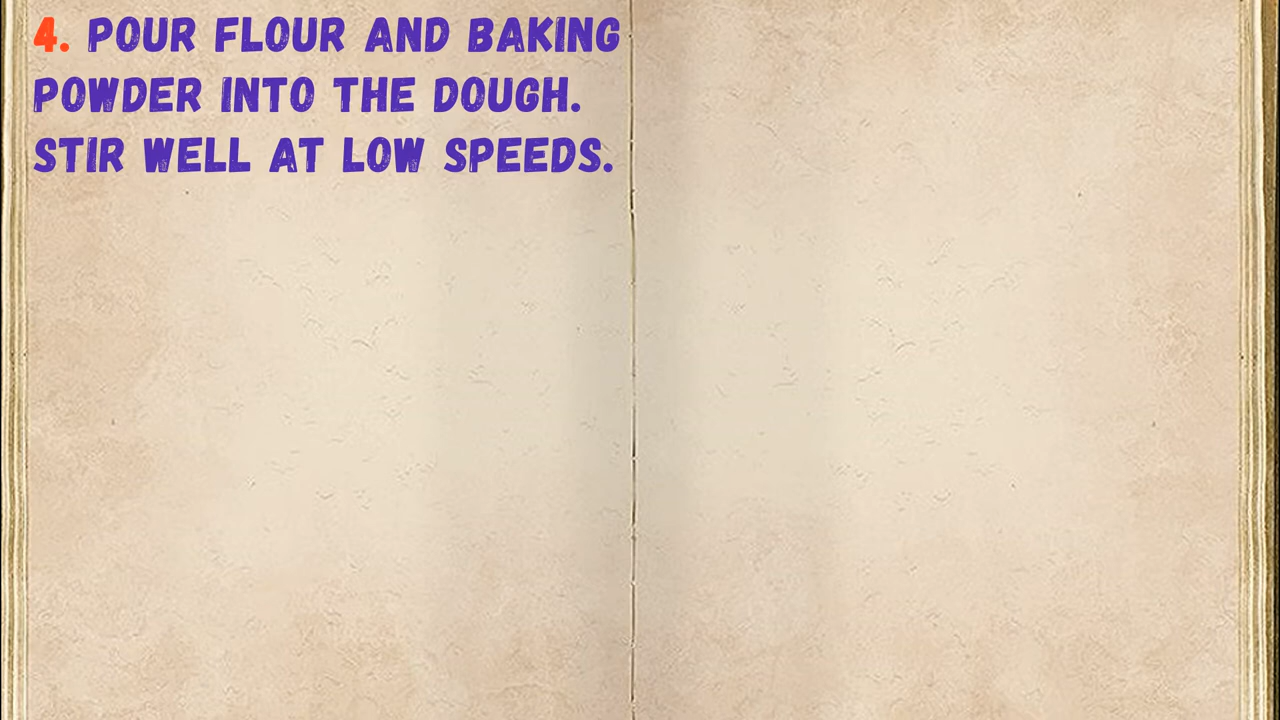 4. POUR FLOUR AND BAKING
POWDER INTO THE DOUGH.
STIR WELL AT LOW SPEEDS.